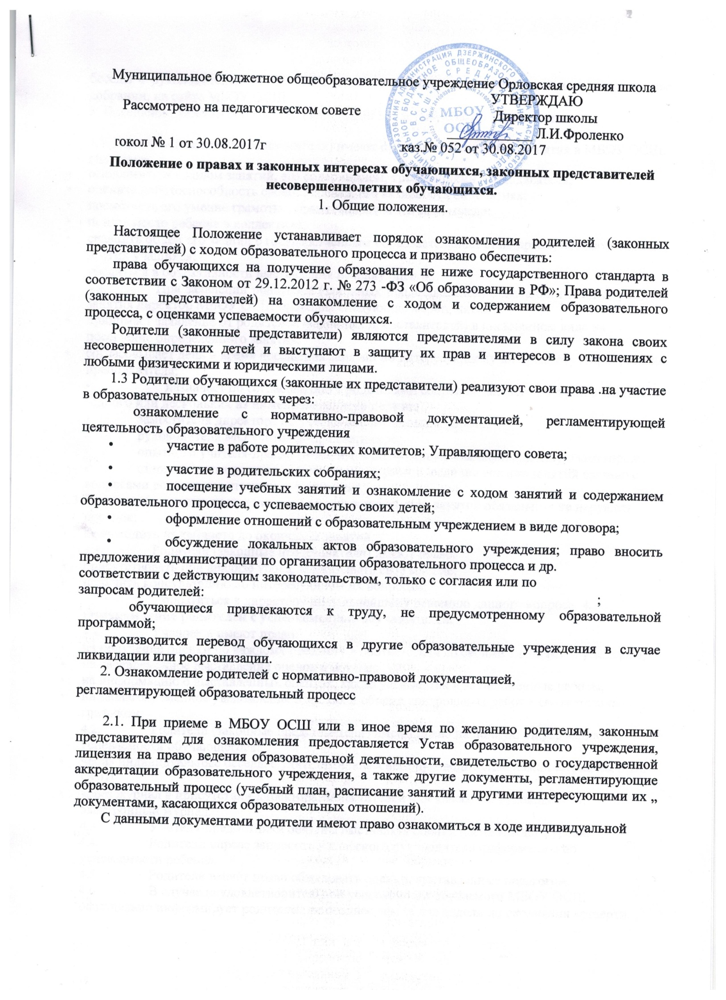 Муниципальное бюджетное общеобразовательное учреждение Орловская средняя школа
УТВЕРЖДАЮ
Рассмотрено на педагогическом совете
Директор школы
Л.И.Фроленко
токол № 1 от 30.08.2017г
каз.№ 052 от 30.08.2017
МБОУ
ОСШ
Положение о правах и законных интересах обучающихся, законных представителей
несовершеннолетних обучающихся.
1. Общие положения.
Настоящее Положение устанавливает порядок ознакомления родителей (законных
представителей) с ходом образовательного процесса и призвано обеспечить:
права обучающихся на получение образования не ниже государственного стандарта в
соответствии с Законом от 29.12.2012 г. № 273 -ФЗ «Об образовании в РФ»; Права родителей
(законных представителей) на ознакомление с ходом и содержанием образовательного
процесса, с оценками успеваемости обучающихся.
Родители (законные представители) являются представителями в силу закона своих
несовершеннолетних детей и выступают в защиту их прав и интересов в отношениях с
любыми физическими и юридическими лицами.
1.3 Родители обучающихся (законные их представители) реализуют свои права .на участие
в образовательных отношениях через:
ознакомление с нормативно-правовой документацией, регламентирующей
цеятельность образовательного учреждения
• участие в работе родительских комитетов; Управляющего совета;
• участие в родительских собраниях;
• посещение учебных занятий и ознакомление с ходом занятий и содержанием
образовательного процесса, с успеваемостью своих детей;
• оформление отношений с образовательным учреждением в виде договора;
• обсуждение локальных актов образовательного учреждения; право вносить
предложения администрации по организации образовательного процесса и др.
соответствии с действующим законодательством, только с согласия или по
запросам родителей: ;
обучающиеся привлекаются к труду, не предусмотренному образовательной
программой;
производится перевод обучающихся в другие образовательные учреждения в случае
ликвидации или реорганизации.
2. Ознакомление родителей с нормативно-правовой документацией,
регламентирующей образовательный процесс
2.1. При приеме в МБОУ ОСШ или в иное время по желанию родителям, законным
представителям для ознакомления предоставляется Устав образовательного учреждения,
лицензия на право ведения образовательной деятельности, свидетельство о государственной
аккредитации образовательного учреждения, а также другие документы, регламентирующие
образовательный процесс (учебный план, расписание занятий и другими интересующими их „
документами, касающихся образовательных отношений).
С данными документами родители имеют право ознакомиться в ходе индивидуальной